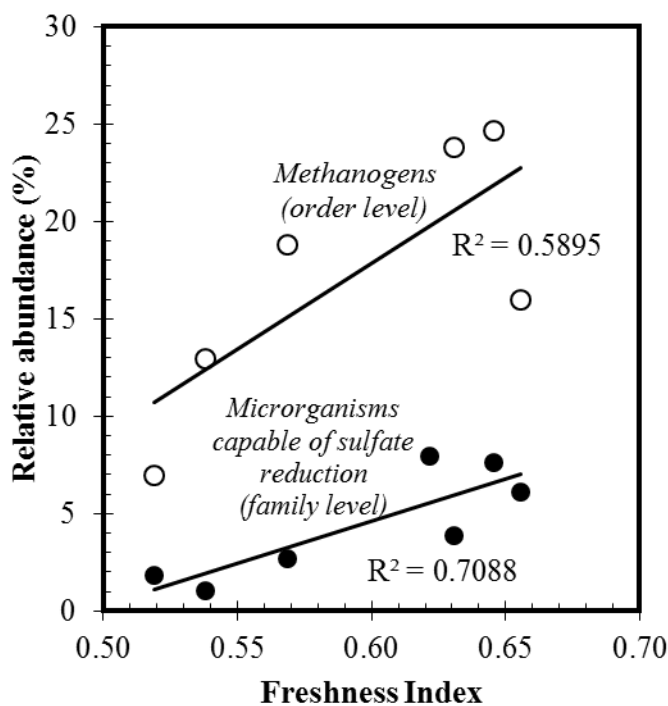 Relative abundance (%)
30
25
20
15
10
5
0
Methanogens
(order level)
R² = 0.5895
Microrganisms
capable of sulfate
reduction
(family level)
R² = 0.7088
0.50 0.55 0.60 0.65 0.70
Freshness Index